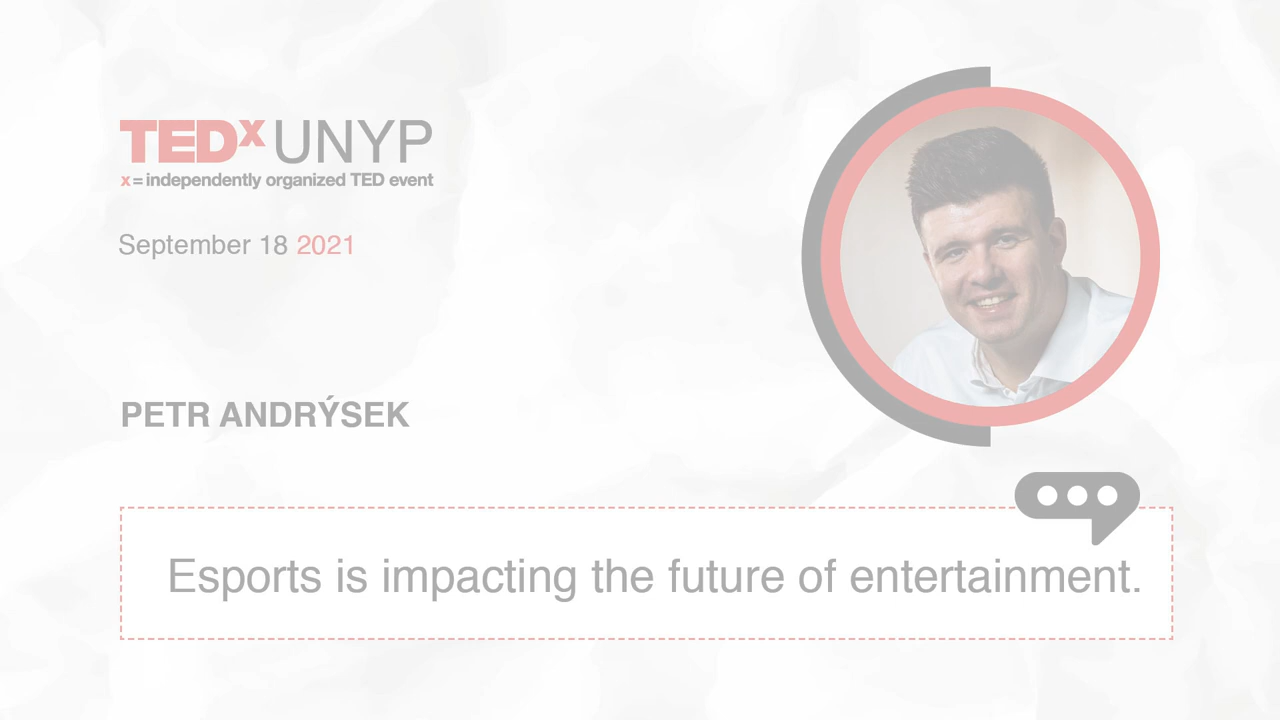 TEDx UNYP
x = independently organized TED event
September 18 2021
PETR ANDRÝSEK
Esports is impacting the future of entertainment.